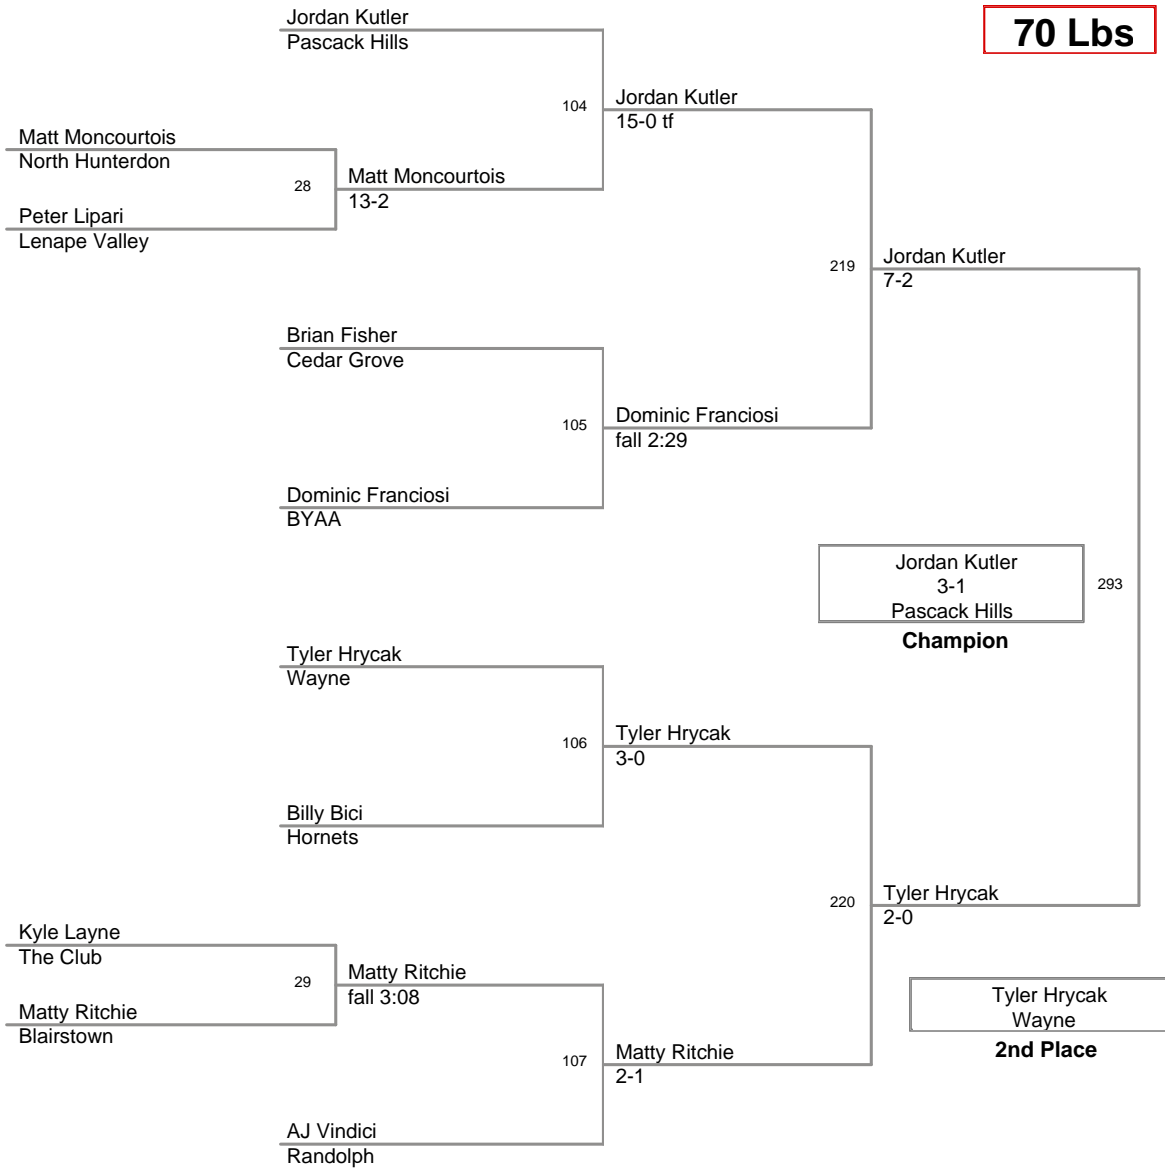 Jordan Kutler
Pascack Hills
70 Lbs
104
Jordan Kutler
15-0 tf
Matt Moncourtois
North Hunterdon
28
Matt Moncourtois
13-2
Peter Lipari
Lenape Valley
219
Jordan Kutler
7-2
Brian Fisher
Cedar Grove
105
Dominic Franciosi
fall 2:29
Dominic Franciosi
BYAA
Jordan Kutler
3-1
Pascack Hills
293
Champion
Tyler Hrycak
Wayne
106
Tyler Hrycak
3-0
Billy Bici
Hornets
220
Tyler Hrycak
2-0
Kyle Layne
The Club
29
Matty Ritchie
fall 3:08
Matty Ritchie
Blairstown
Tyler Hrycak
Wayne
2nd Place
107
Matty Ritchie
2-1
AJ Vindici
Randolph